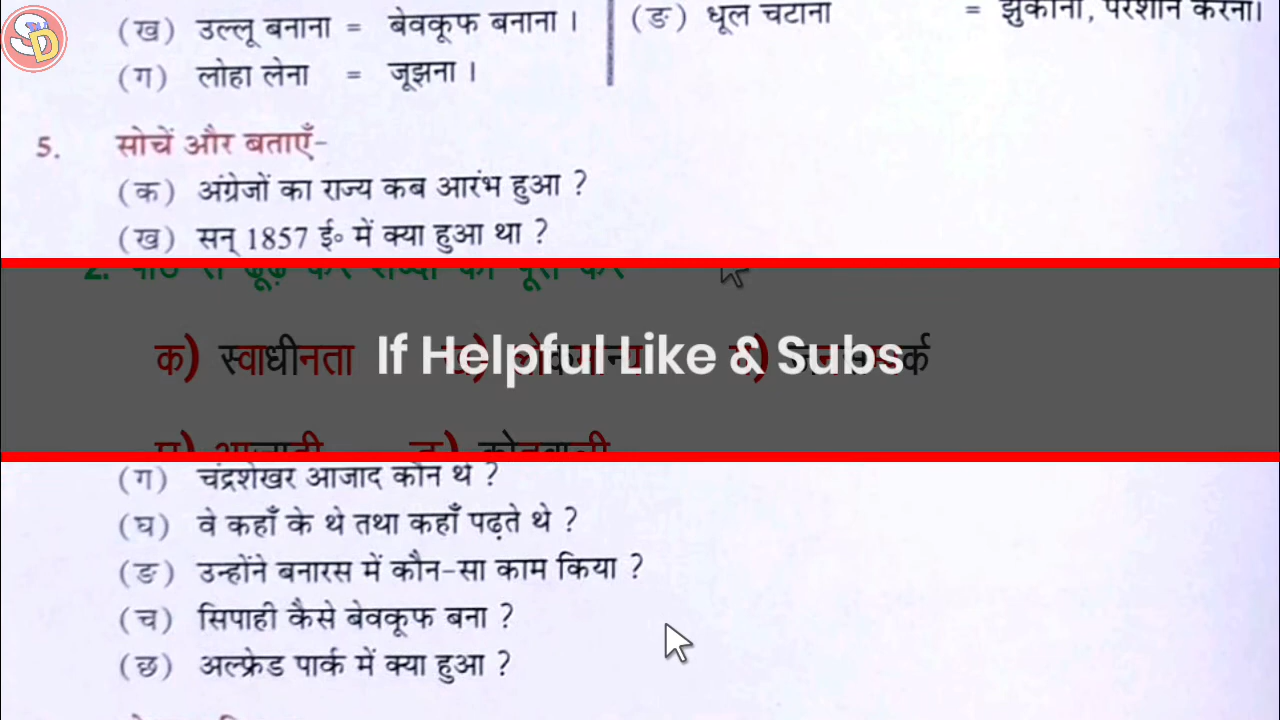 SD
(ख) उल्लू बनाना = बेवकूफ बनाना ।
(ङ) धूल चटाना = झुकाना, परेशान करना।
(ग) लोहा लेना = जूझना ।
5. सोचें और बताएँ-
(क) अंग्रेजों का राज्य कब आरंभ हुआ ?
(ख) सन् 1857 ई॰ में क्या हुआ था ?
क) स्वाधीनता
If Helpful Like & Subs
(ग) चंद्रशेखर आजाद कौन थे ?
(घ) वे कहाँ के थे तथा कहाँ पढ़ते थे ?
(ङ) उन्होंने बनारस में कौन-सा काम किया ?
(च) सिपाही कैसे बेवकूफ बना ?
(छ) अल्फ्रेड पार्क में क्या हुआ ?